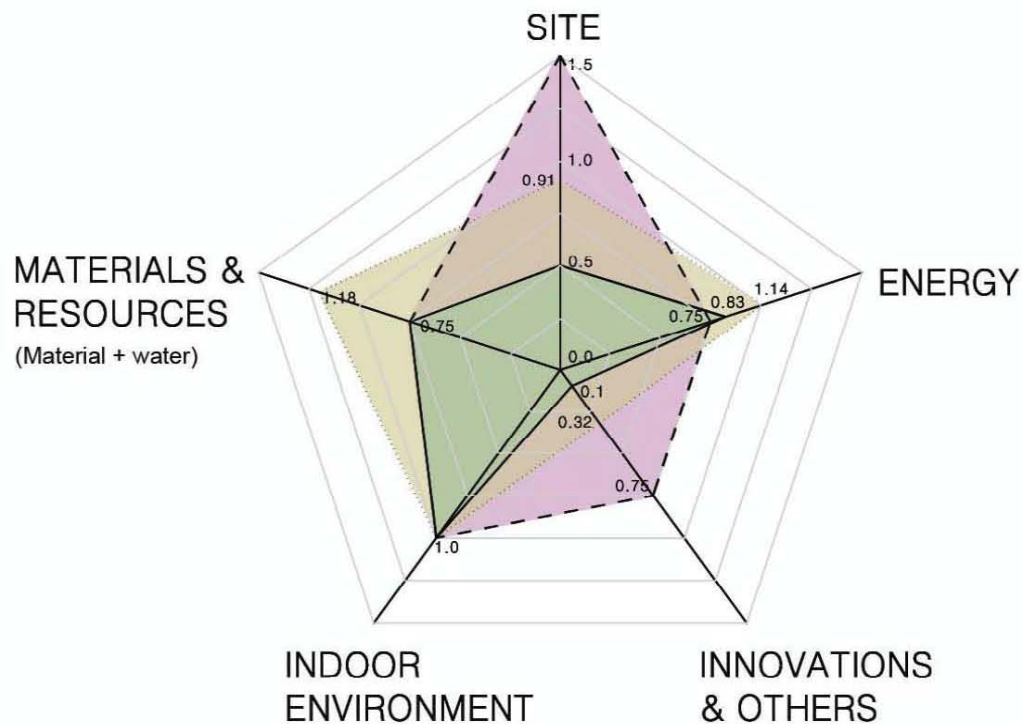 SITE
1.5
1.0
0.91
0.5
MATERIALS &
RESOURCES
(Material + water)
1.18
0.75
ENERGY
1.14
0.83
0.75
0.0
0.1
0.32
0.75
1.0
INDOOR
ENVIRONMENT
INNOVATIONS
& OTHERS